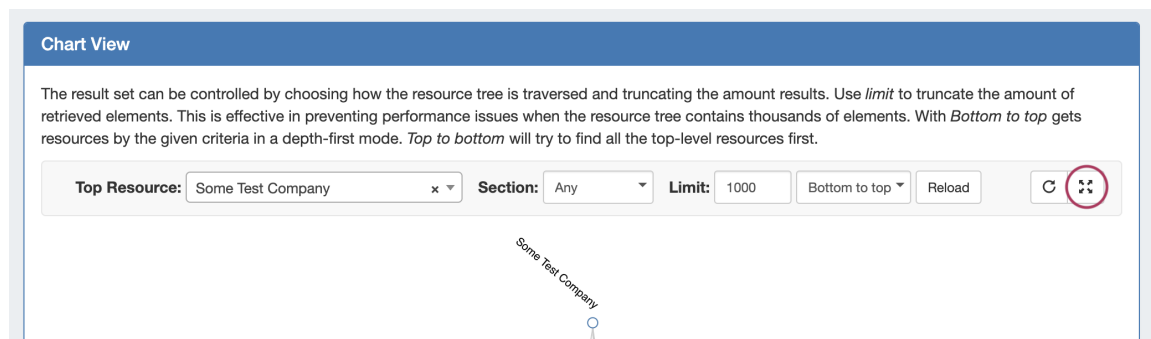 Chart View
The result set can be controlled by choosing how the resource tree is traversed and truncating the amount results. Use limit to truncate the amount of
retrieved elements. This is effective in preventing performance issues when the resource tree contains thousands of elements. With Bottom to top gets
resources by the given criteria in a depth-first mode. Top to bottom will try to find all the top-level resources first.
Top Resource: Some Test Company × Section: Any Limit: 1000 Bottom to top Reload
Some Test Company